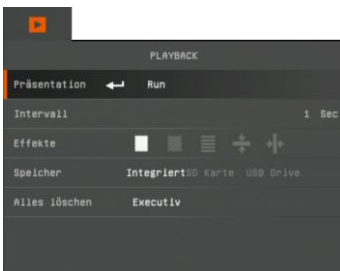 PLAYBACK
Präsentation Run
Intervall 1 Sec
Effekte
Speicher Integriert SD Karte USB Drive
Alles löschen Executiv